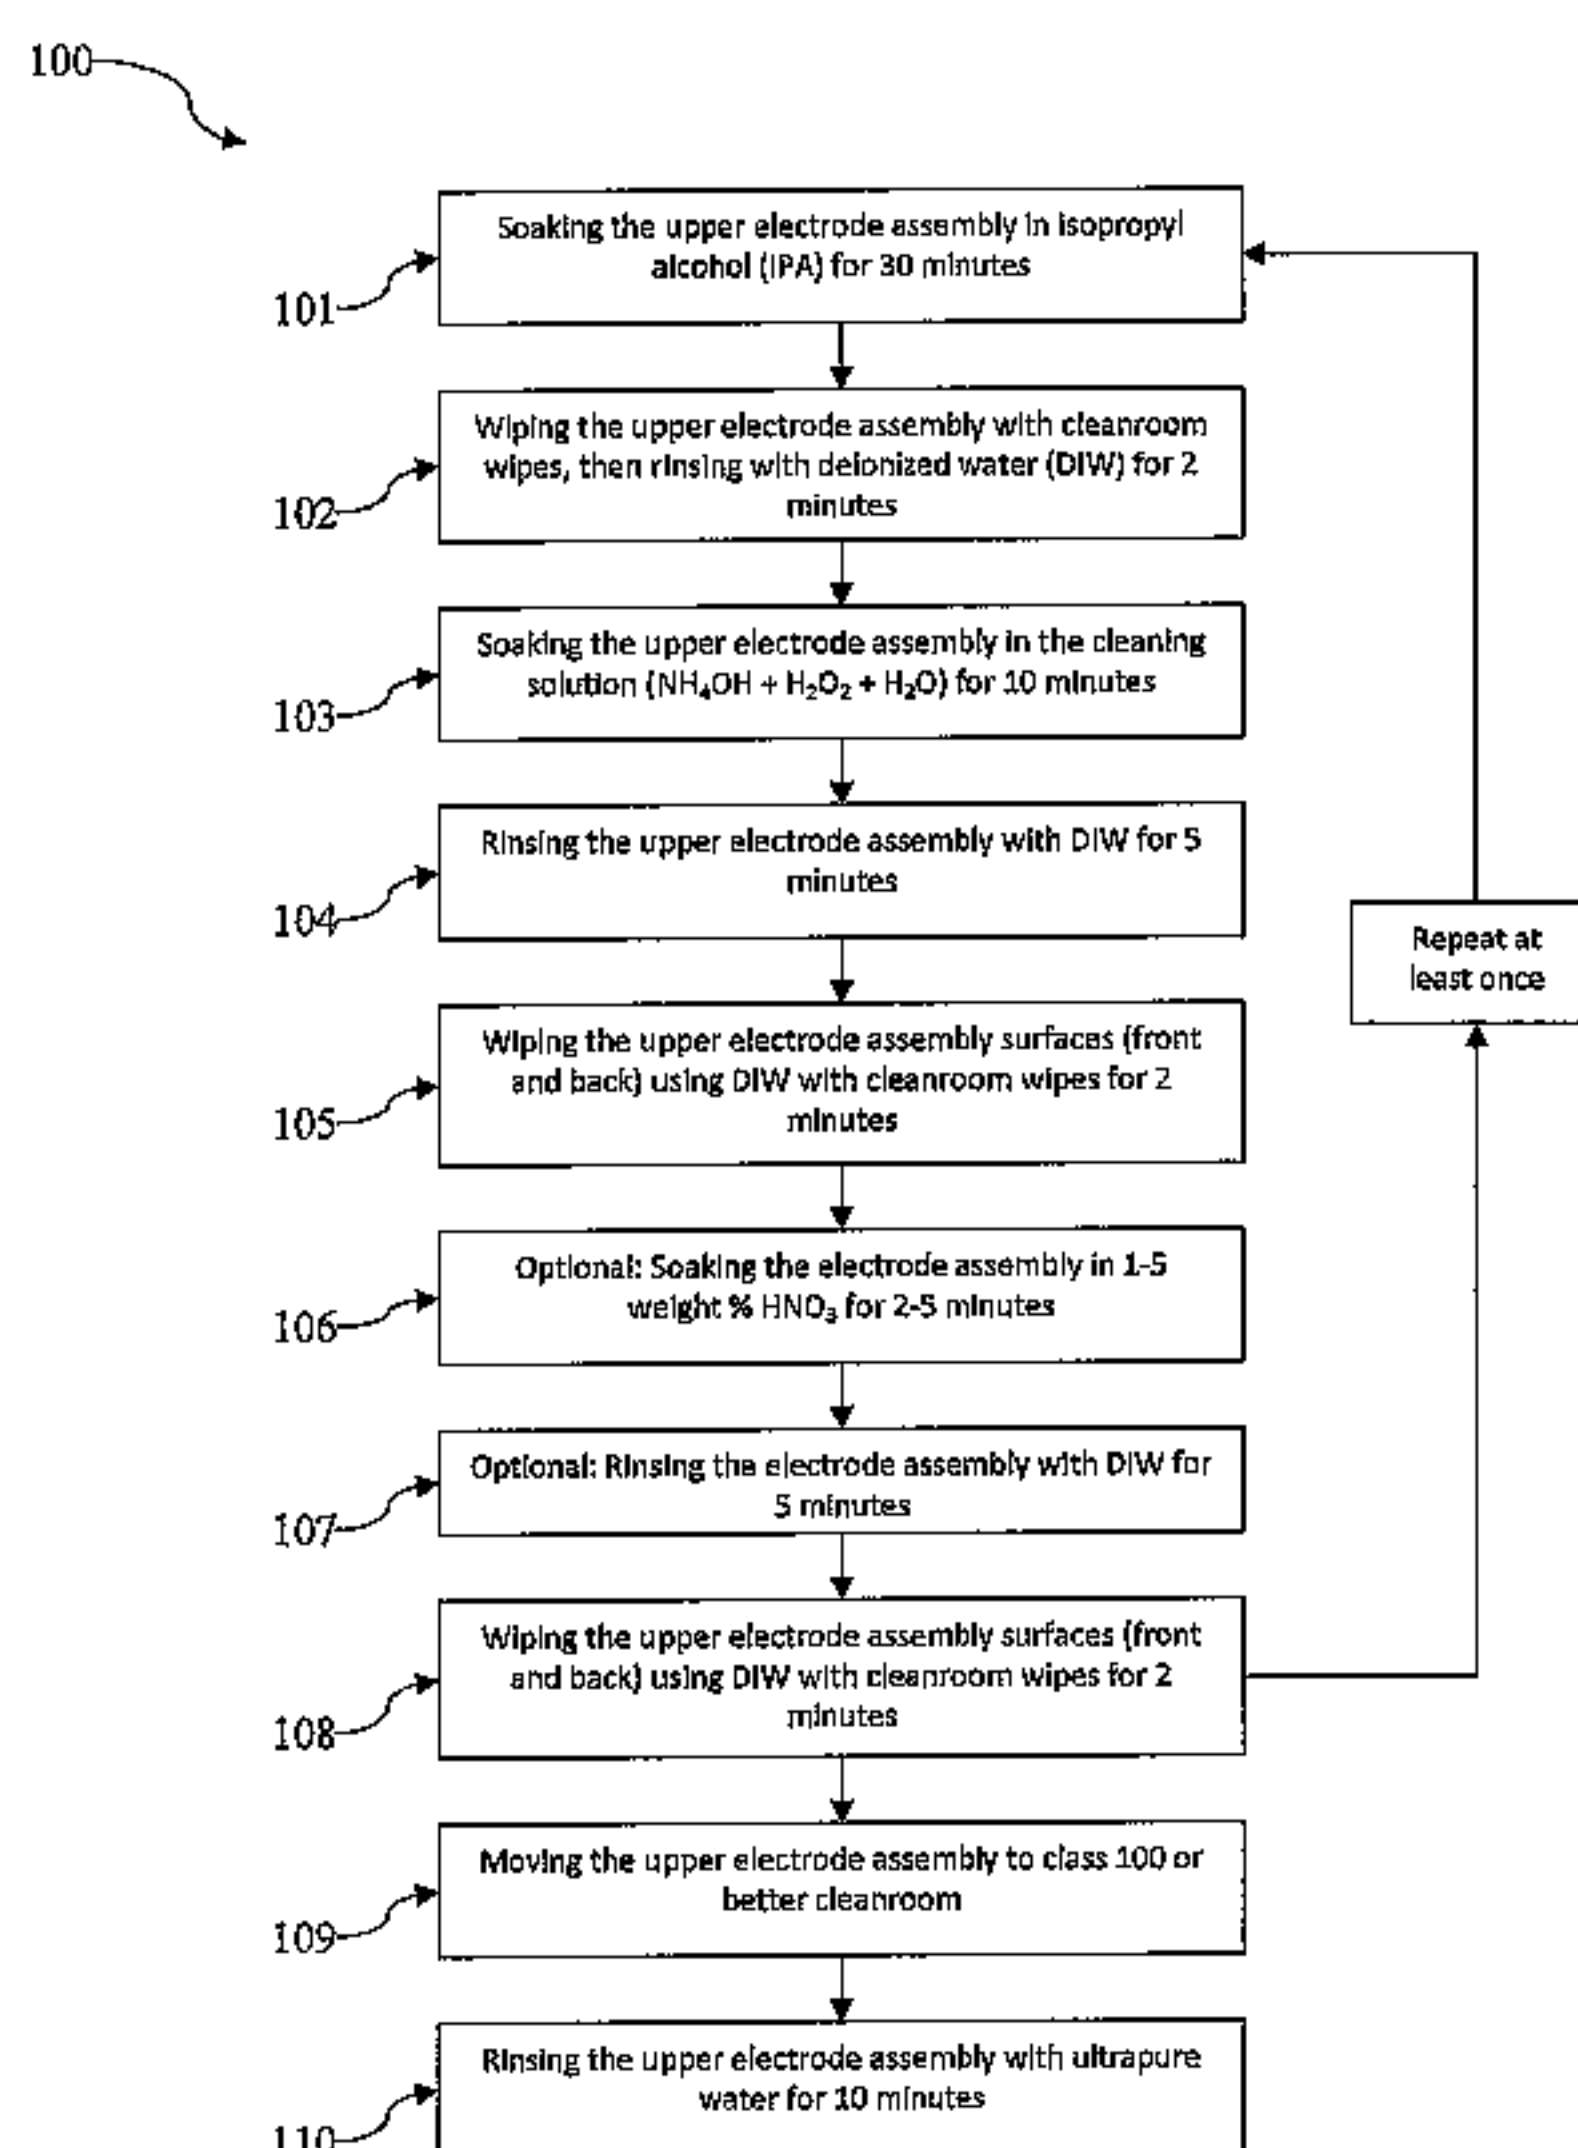 100
Soaking the upper electrode assembly in isopropyl
alcohol (IPA) for 30 minutes
101
Wiping the upper electrode assembly with cleanroom
wipes, then rinsing with deionized water (DIW) for 2
minutes
102
Soaking the upper electrode assembly in the cleaning
solution (NH₄OH + H₂O₂ + H₂O) for 10 minutes
103
Rinsing the upper electrode assembly with DIW for 5
minutes
104
Repeat at
least once
Wiping the upper electrode assembly surfaces (front
and back) using DIW with cleanroom wipes for 2
minutes
105
Optional: Soaking the electrode assembly in 1-5
weight % HNO₃ for 2-5 minutes
106
Optional: Rinsing the electrode assembly with DIW for
5 minutes
107
Wiping the upper electrode assembly surfaces (front
and back) using DIW with cleanroom wipes for 2
minutes
108
Moving the upper electrode assembly to class 100 or
better cleanroom
109
Rinsing the upper electrode assembly with ultrapure
water for 10 minutes
110